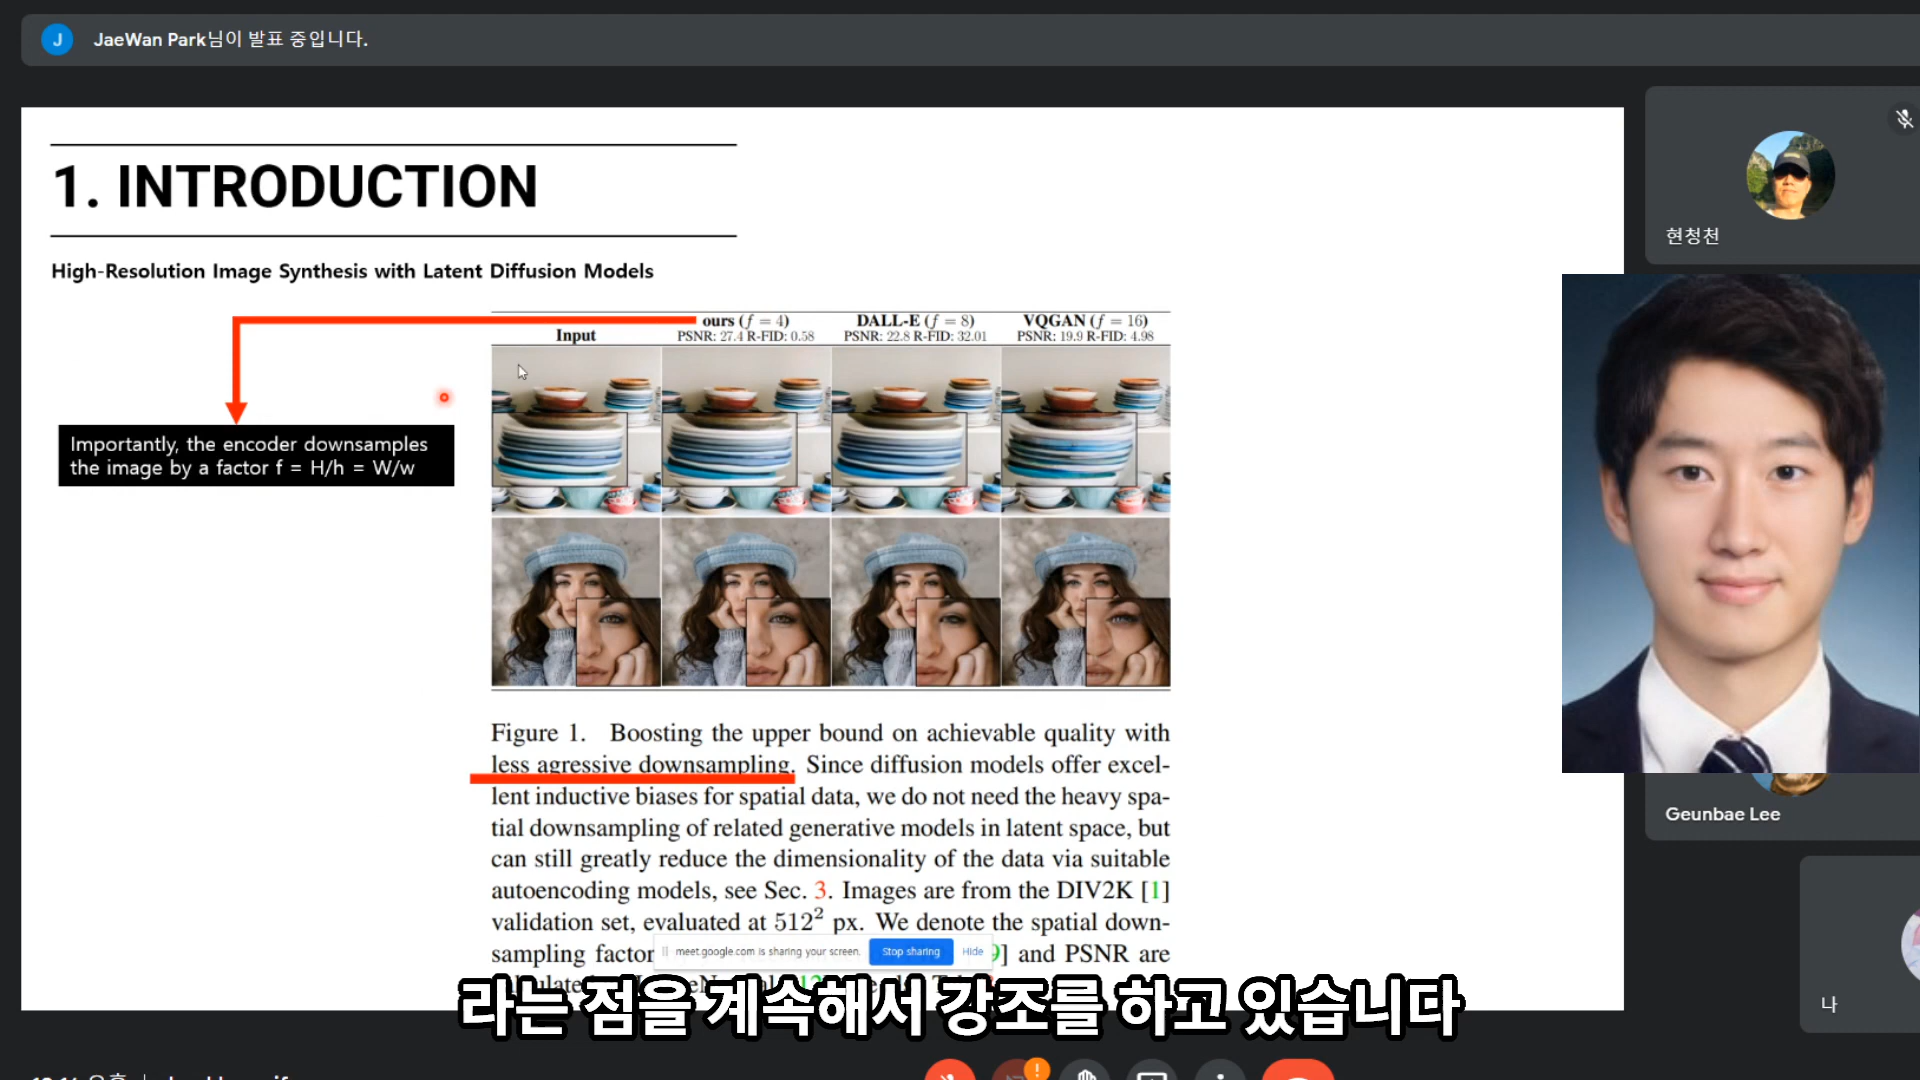 J JaeWan Park님이 발표 중입니다.
1. INTRODUCTION
High-Resolution Image Synthesis with Latent Diffusion Models
Importantly, the encoder downsamples
the image by a factor f = H/h = W/w
Input
ours (f = 4)
PSNR: 27.4 R-FID: 0.58
DALL-E (f = 8)
PSNR: 22.8 R-FID: 32.01
VQGAN (f = 16)
PSNR: 19.9 R-FID: 4.98
Figure 1. Boosting the upper bound on achievable quality with
less agressive downsampling. Since diffusion models offer excel-
lent inductive biases for spatial data, we do not need the heavy spa-
tial downsampling of related generative models in latent space, but
can still greatly reduce the dimensionality of the data via suitable
autoencoding models, see Sec. 3. Images are from the DIV2K [1]
validation set, evaluated at 512² px. We denote the spatial down-
sampling factor
] and PSNR are
meet.google.com is sharing your screen. Stop sharing Hide
라는 점을 계속해서 강조를 하고 있습니다
현청천
Geunbae Lee
나